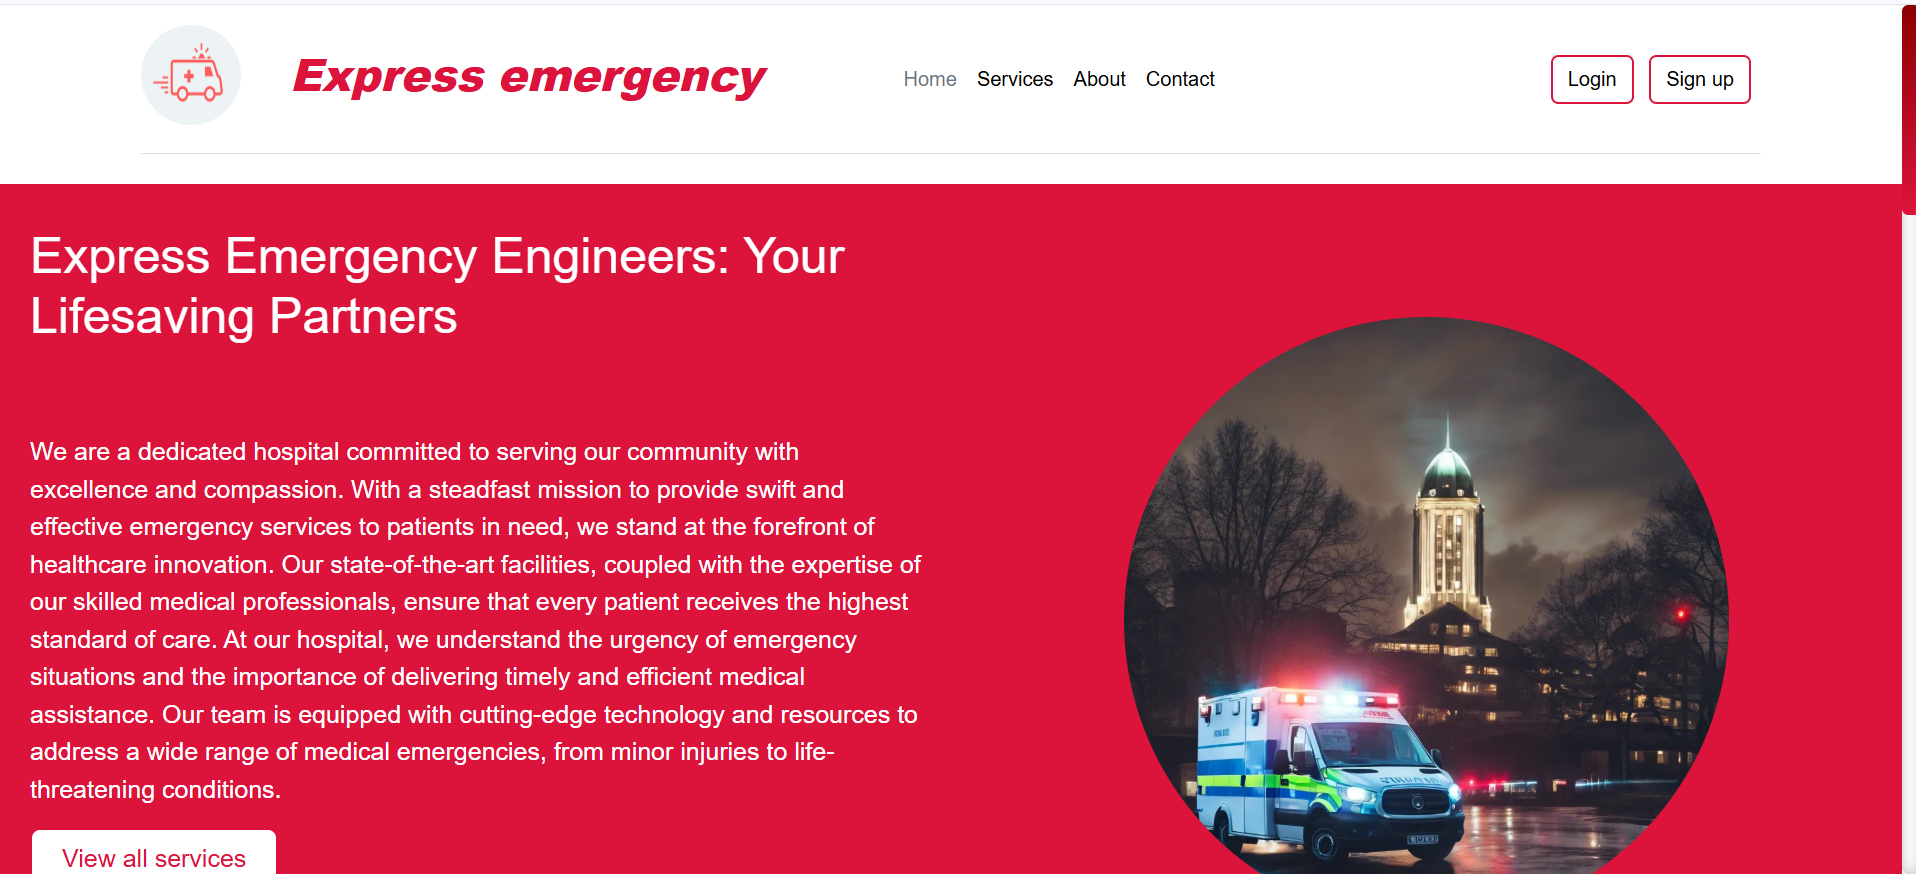 Express emergency
Home Services About Contact
Login Sign up
Express Emergency Engineers: Your
Lifesaving Partners
We are a dedicated hospital committed to serving our community with
excellence and compassion. With a steadfast mission to provide swift and
effective emergency services to patients in need, we stand at the forefront of
healthcare innovation. Our state-of-the-art facilities, coupled with the expertise of
our skilled medical professionals, ensure that every patient receives the highest
standard of care. At our hospital, we understand the urgency of emergency
situations and the importance of delivering timely and efficient medical
assistance. Our team is equipped with cutting-edge technology and resources to
address a wide range of medical emergencies, from minor injuries to life-
threatening conditions.
View all services